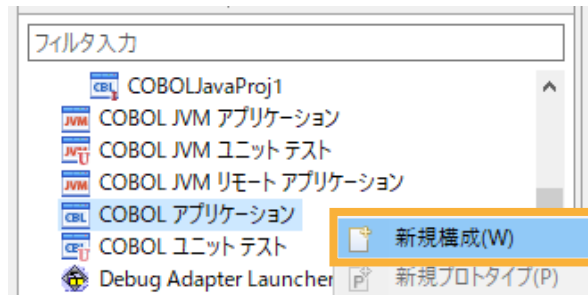 フィルタ入力
COBOLJavaProj1
COBOL JVM アプリケーション
COBOL JVM ユニット テスト
COBOL JVM リモート アプリケーション
COBOL アプリケーション
新規構成(W)
COBOL ユニット テスト
新規プロトタイプ(P)
Debug Adapter Launcher